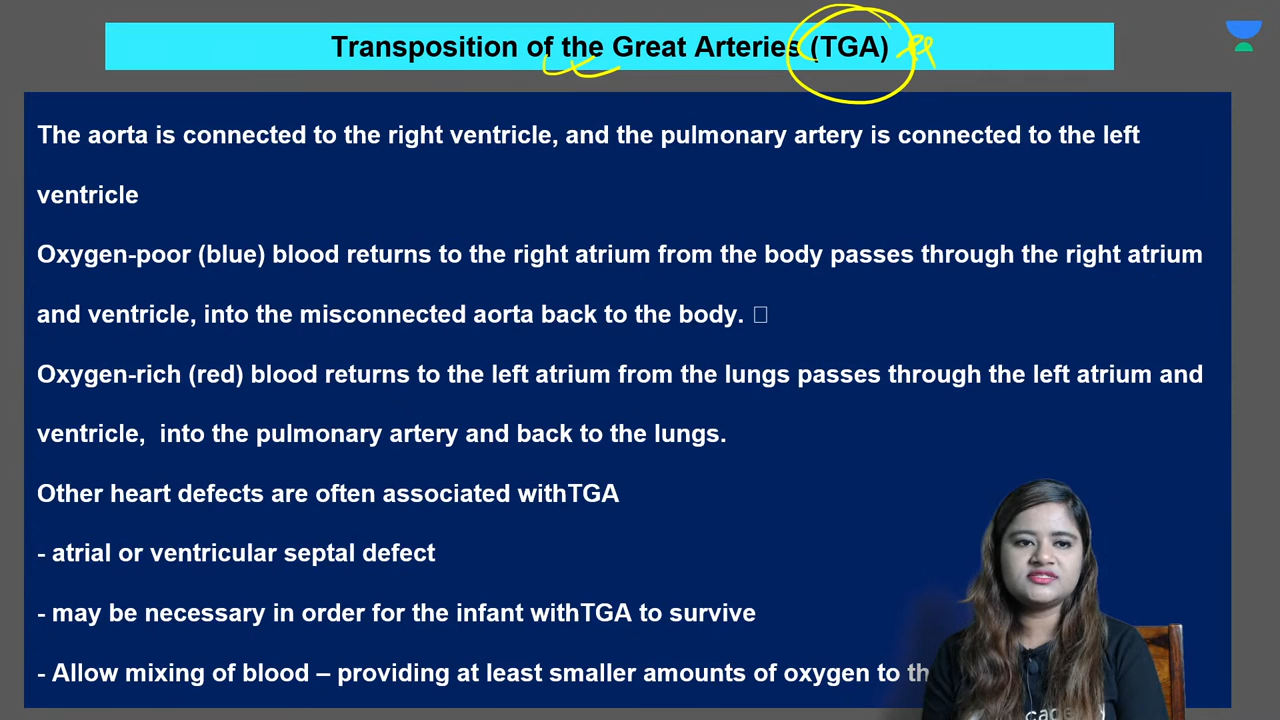 Transposition of the Great Arteries (TGA)
The aorta is connected to the right ventricle, and the pulmonary artery is connected to the left
ventricle
Oxygen-poor (blue) blood returns to the right atrium from the body passes through the right atrium
and ventricle, into the misconnected aorta back to the body. □
Oxygen-rich (red) blood returns to the left atrium from the lungs passes through the left atrium and
ventricle,  into the pulmonary artery and back to the lungs.
Other heart defects are often associated withTGA
- atrial or ventricular septal defect
- may be necessary in order for the infant withTGA to survive
- Allow mixing of blood – providing at least smaller amounts of oxygen to